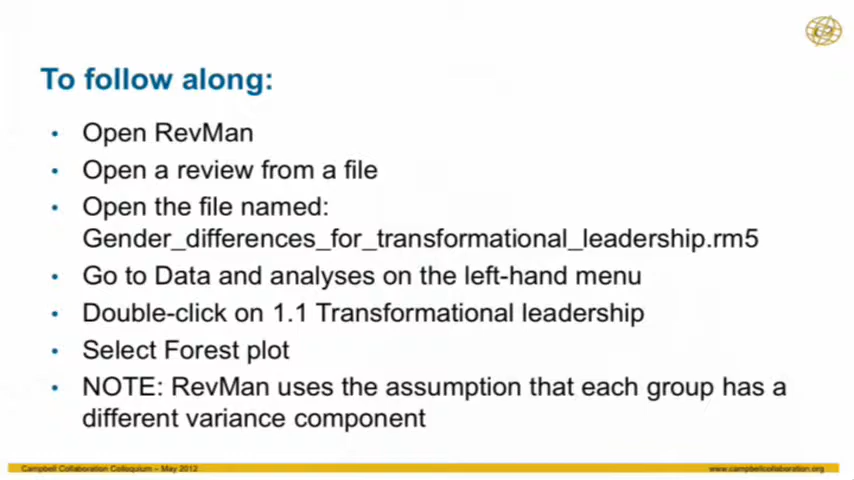 To follow along:
• Open RevMan
• Open a review from a file
• Open the file named:
Gender_differences_for_transformational_leadership.rm5
• Go to Data and analyses on the left-hand menu
• Double-click on 1.1 Transformational leadership
• Select Forest plot
• NOTE: RevMan uses the assumption that each group has a
different variance component
Campbell Collaboration Colloquium – May 2012
www.campbellcollaboration.org